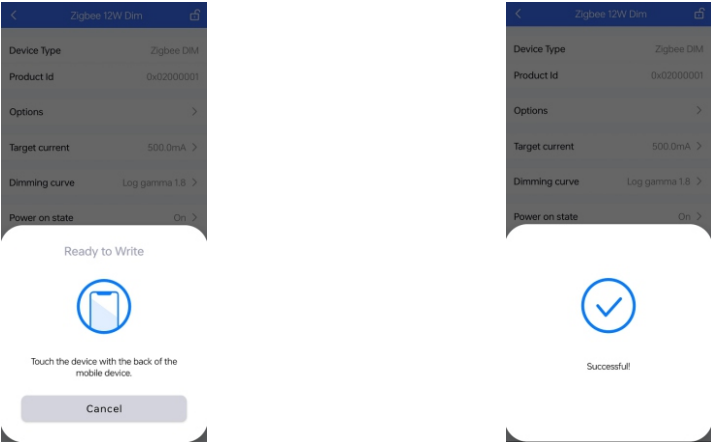 Zigbee 12W Dim
Device Type Zigbee DIM
Product Id 0x02000001
Options
Target current 500.0mA
Dimming curve Log gamma 1.8
Power on state On
Ready to Write
Touch the device with the back of the
mobile device.
Cancel
Zigbee 12W Dim
Device Type Zigbee DIM
Product Id 0x02000001
Options
Target current 500.0mA
Dimming curve Log gamma 1.8
Power on state On
Successful!